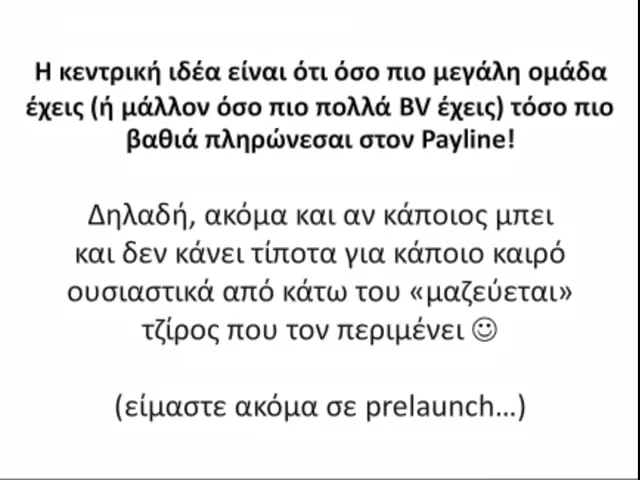 Η κεντρική ιδέα είναι ότι όσο πιο μεγάλη ομάδα
έχεις (ή μάλλον όσο πιο πολλά BV έχεις) τόσο πιο
βαθιά πληρώνεσαι στον Payline!
Δηλαδή, ακόμα και αν κάποιος μπει
και δεν κάνει τίποτα για κάποιο καιρό
ουσιαστικά από κάτω του «μαζεύεται»
τζίρος που τον περιμένει ☺
(είμαστε ακόμα σε prelaunch…)